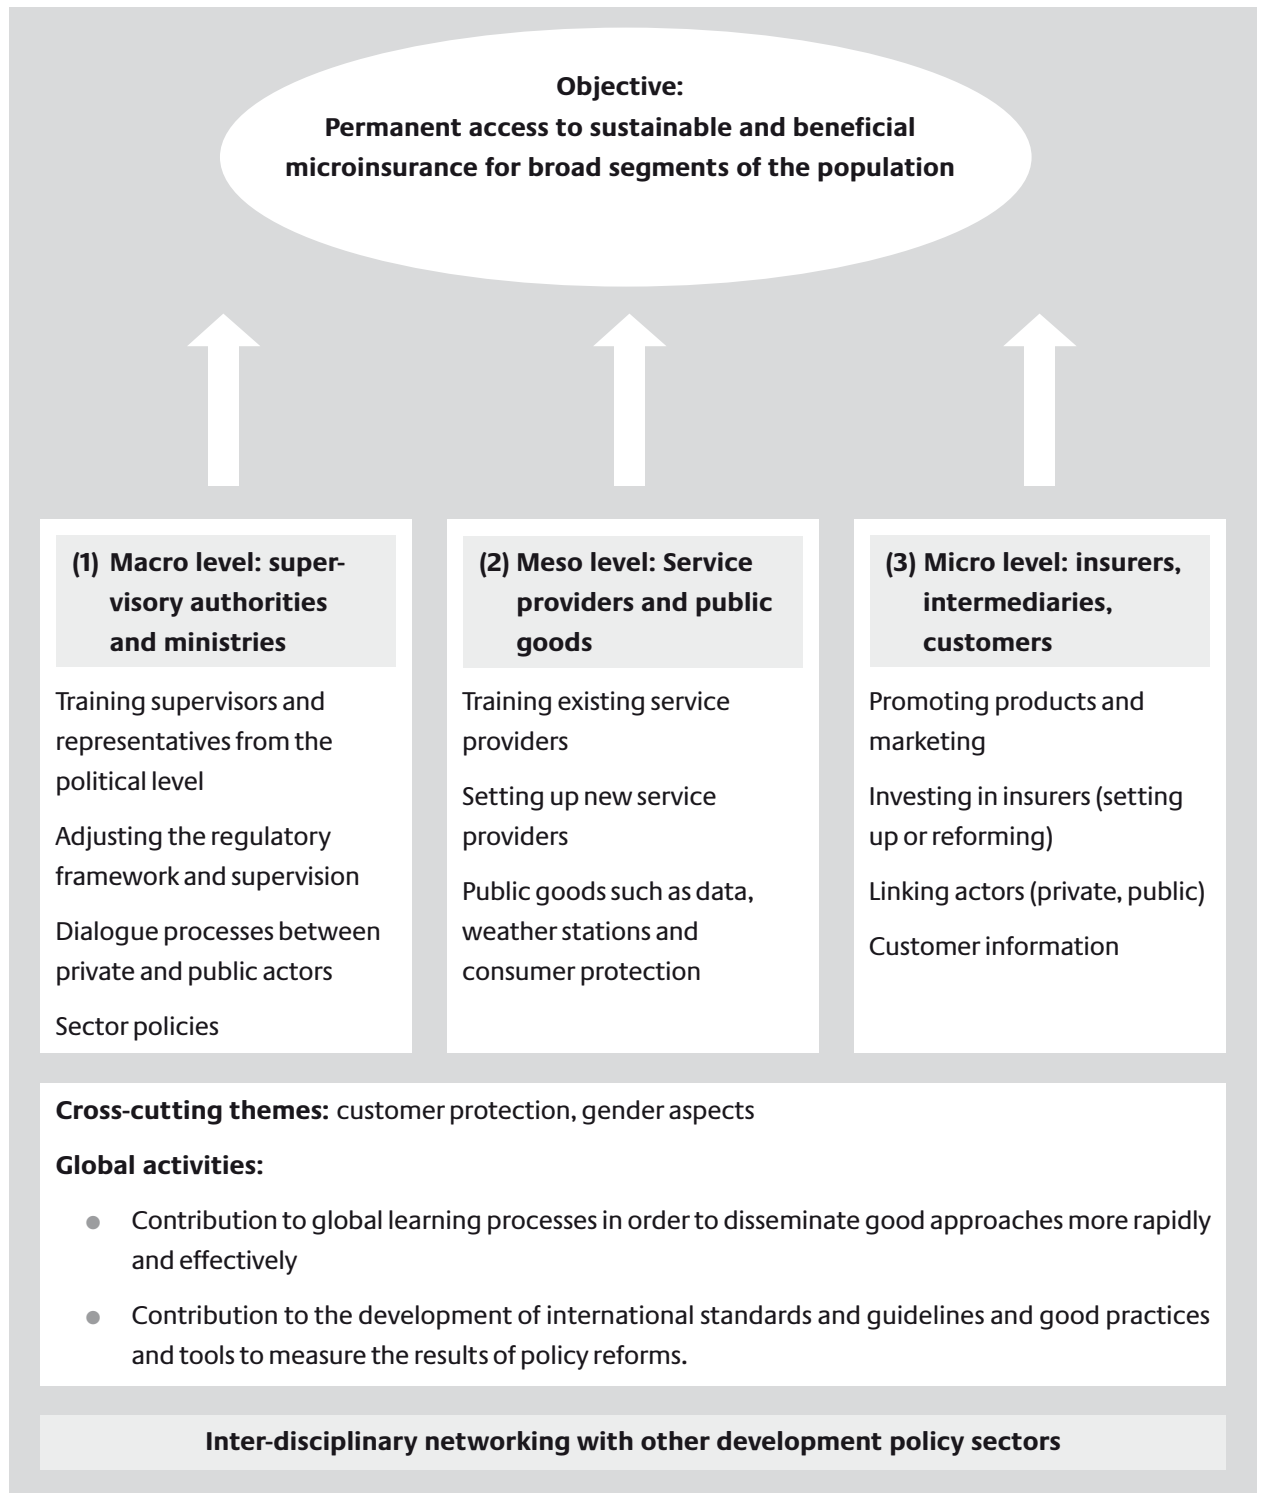 Objective:
Permanent access to sustainable and beneficial
microinsurance for broad segments of the population
(1) Macro level: super-
visory authorities
and ministries
Training supervisors and
representatives from the
political level
Adjusting the regulatory
framework and supervision
Dialogue processes between
private and public actors
Sector policies
(2) Meso level: Service
providers and public
goods
Training existing service
providers
Setting up new service
providers
Public goods such as data,
weather stations and
consumer protection
(3) Micro level: insurers,
intermediaries,
customers
Promoting products and
marketing
Investing in insurers (setting
up or reforming)
Linking actors (private, public)
Customer information
Cross-cutting themes: customer protection, gender aspects
Global activities:
● Contribution to global learning processes in order to disseminate good approaches more rapidly
and effectively
● Contribution to the development of international standards and guidelines and good practices
and tools to measure the results of policy reforms.
Inter-disciplinary networking with other development policy sectors